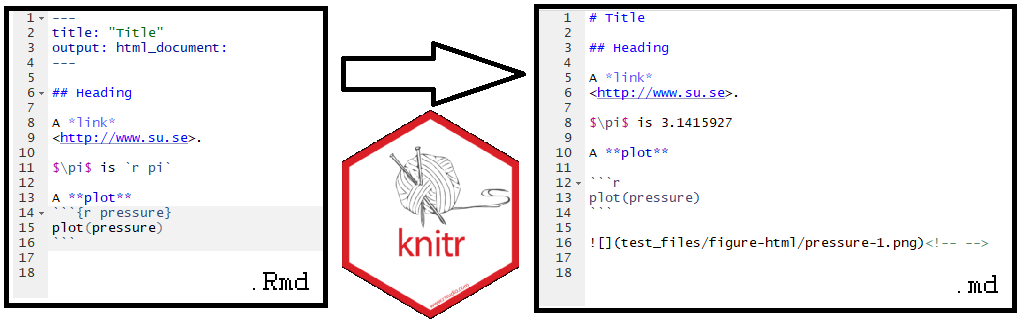 1 ---
2 title: "Title"
3 output: html_document:
4 ---
5
6 ## Heading
7
8 A *link*
9 <http://www.su.se>.
10
11 $\pi$ is `r pi`
12
13 A **plot**
14 ```{r pressure}
15 plot(pressure)
16 ```
17
18
.Rmd
knitr
www.rstudio.com
1 # Title
2
3 ## Heading
4
5 A *link*
6 <http://www.su.se>.
7
8 $\pi$ is 3.1415927
9
10 A **plot**
11
12 ```r
13 plot(pressure)
14 ```
15
16 ![](test_files/figure-html/pressure-1.png)<!-- -->
17
18
.md